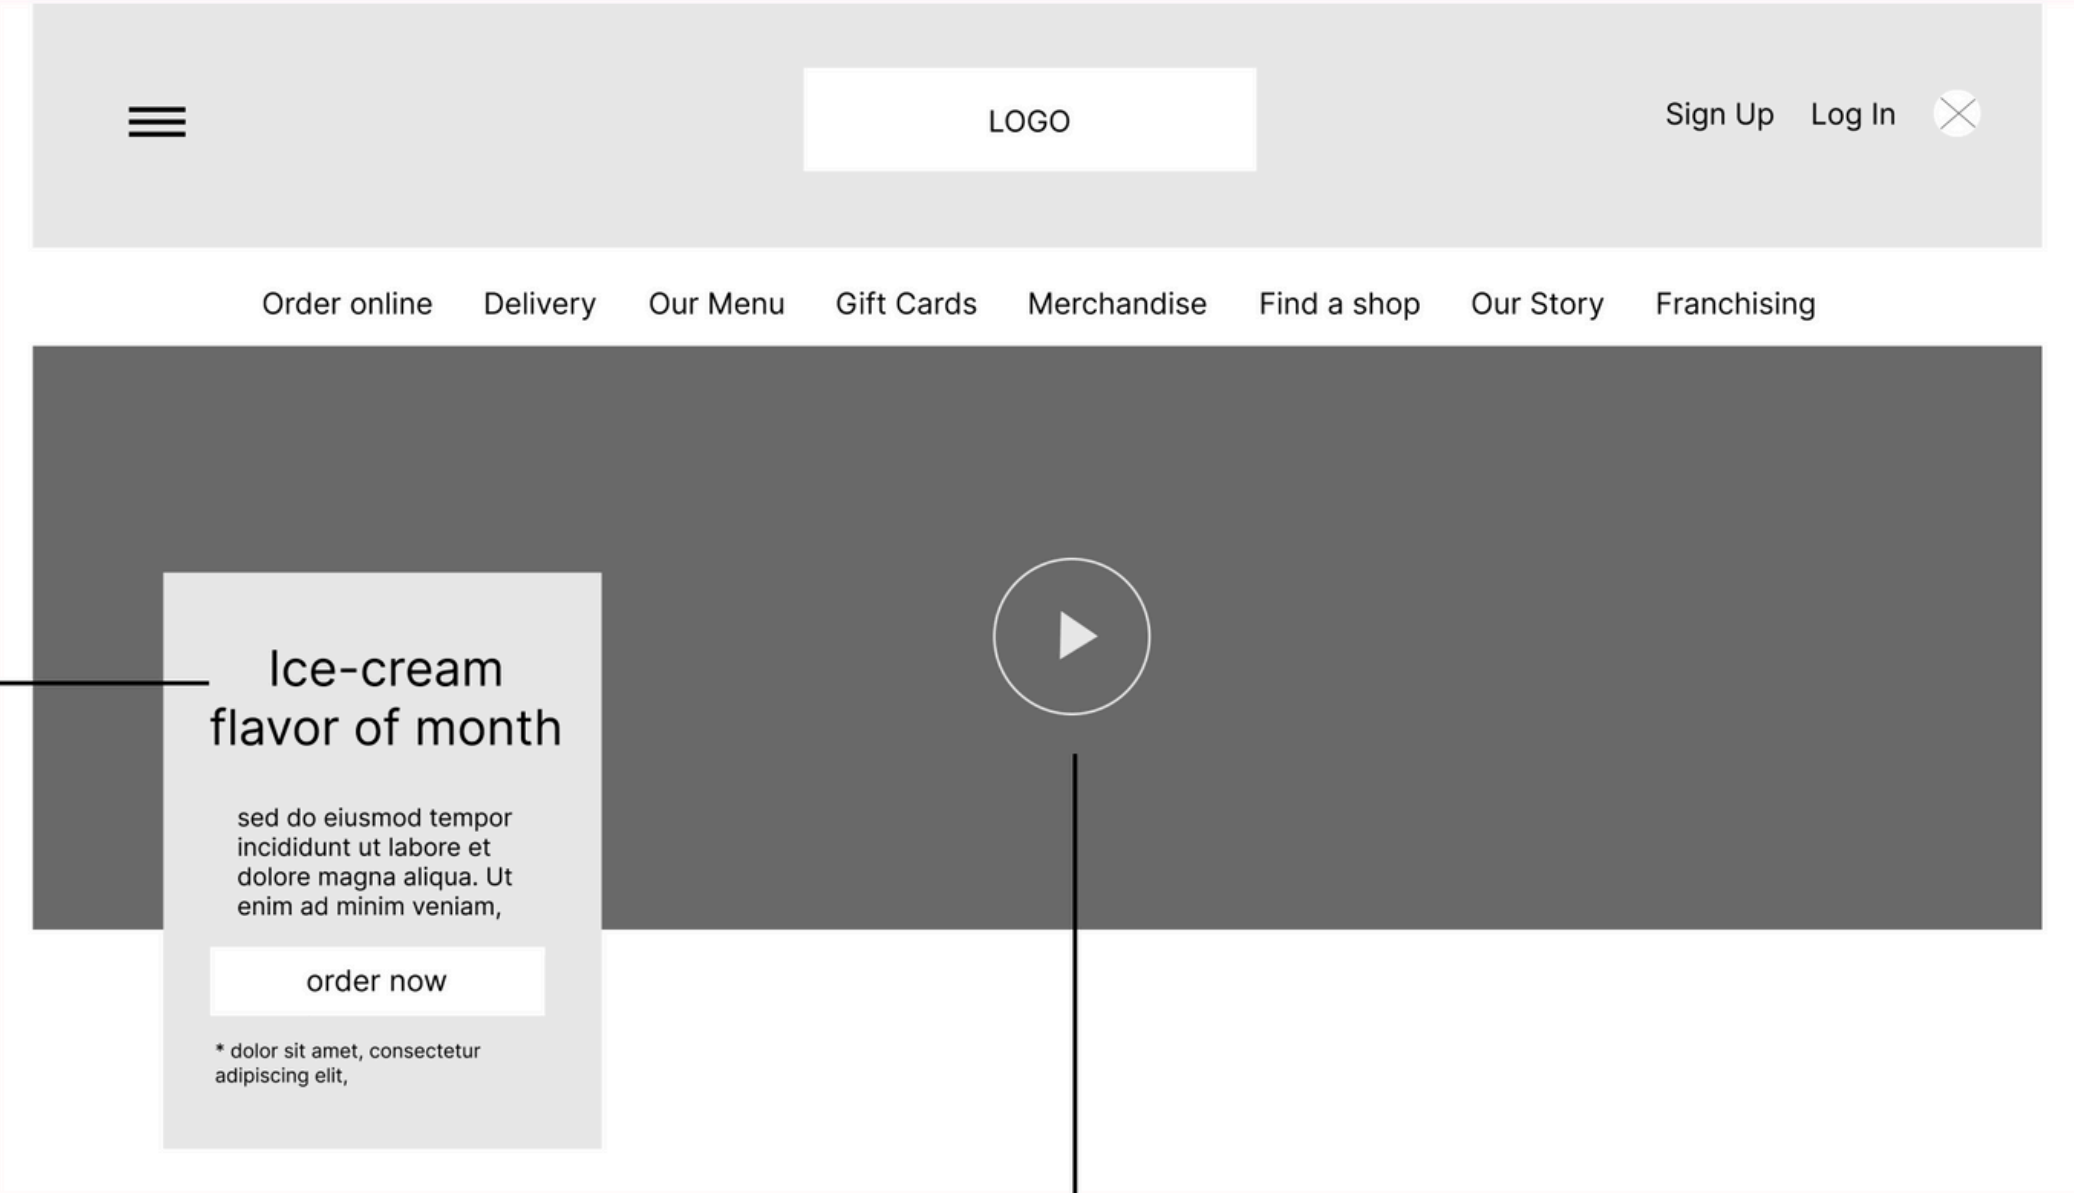 LOGO
Sign Up Log In
Order online Delivery Our Menu Gift Cards Merchandise Find a shop Our Story Franchising
Ice-cream
flavor of month
sed do eiusmod tempor
incididunt ut labore et
dolore magna aliqua. Ut
enim ad minim veniam,
order now
* dolor sit amet, consectetur
adipiscing elit,